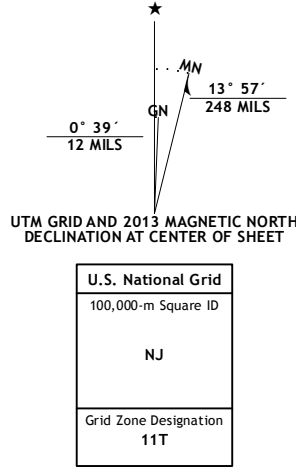 MN
GN
13° 57´
248 MILS
0° 39´
12 MILS
UTM GRID AND 2013 MAGNETIC NORTH
DECLINATION AT CENTER OF SHEET
U.S. National Grid
100,000-m Square ID
NJ
Grid Zone Designation
11T